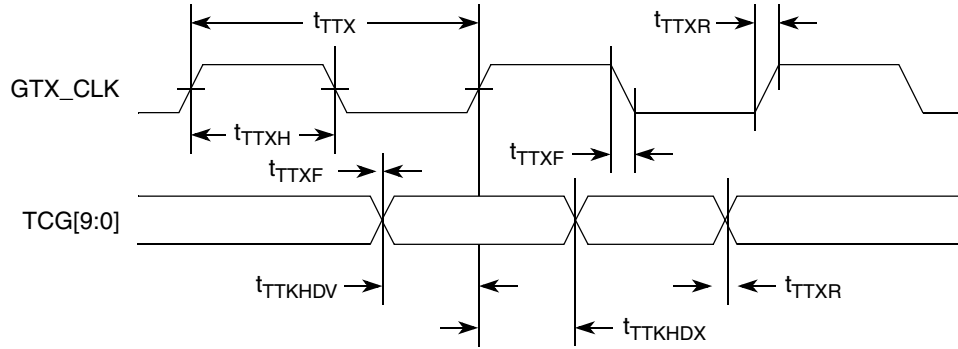 tTTX
tTTXR
GTX_CLK
tTTXH
tTTXF
tTTXF
TCG[9:0]
tTTKHDV
tTTXR
tTTKHDX